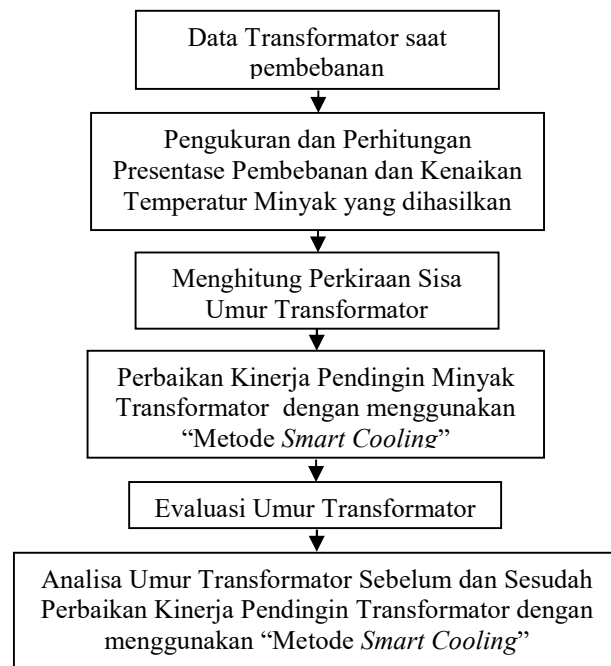 Data Transformator saat
pembebanan
Pengukuran dan Perhitungan
Presentase Pembebanan dan Kenaikan
Temperatur Minyak yang dihasilkan
Menghitung Perkiraan Sisa
Umur Transformator
Perbaikan Kinerja Pendingin Minyak
Transformator dengan menggunakan
“Metode Smart Cooling”
Evaluasi Umur Transformator
Analisa Umur Transformator Sebelum dan Sesudah
Perbaikan Kinerja Pendingin Transformator dengan
menggunakan “Metode Smart Cooling”